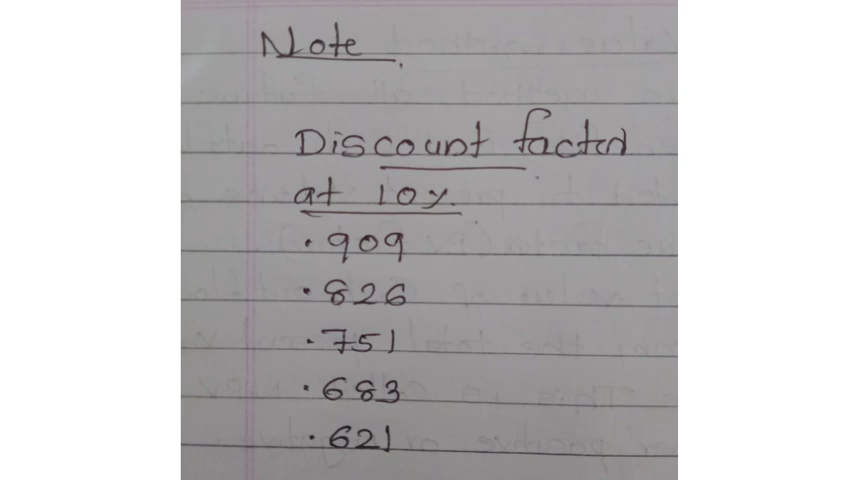 Note
Discount factor
at 10%
.909
.826
.751
.683
.621